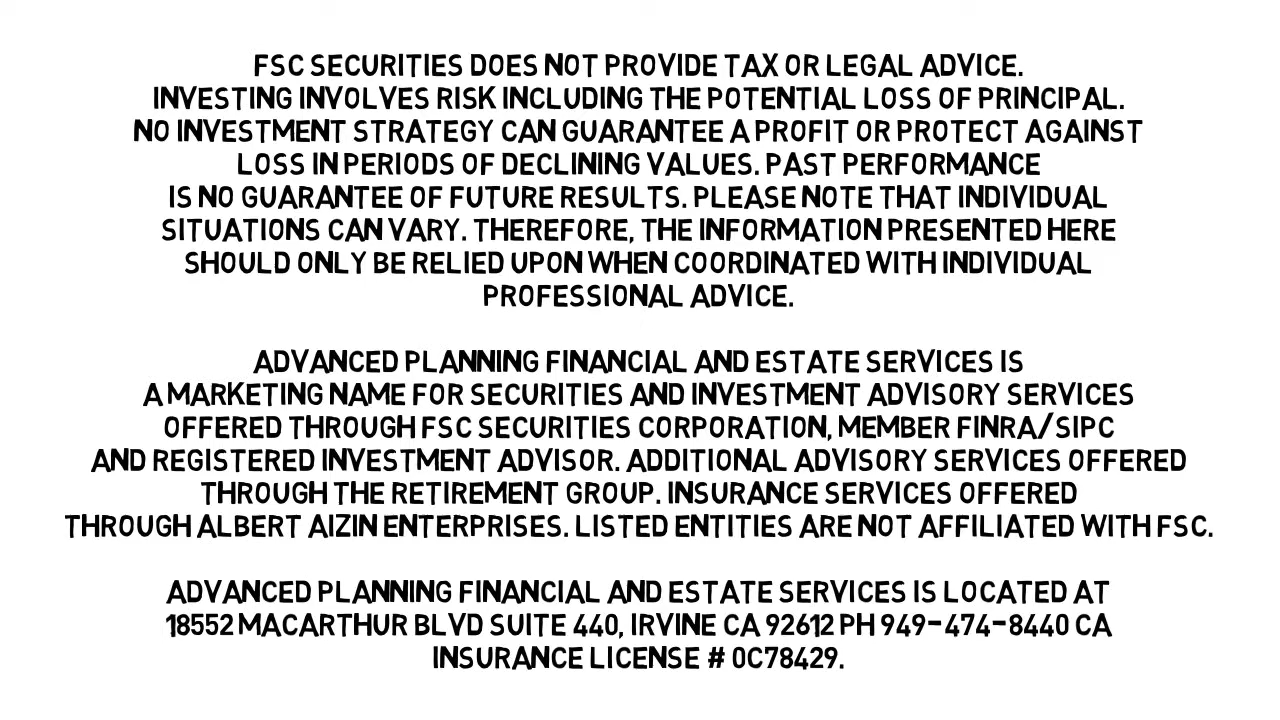 FSC SECURITIES DOES NOT PROVIDE TAX OR LEGAL ADVICE.
INVESTING INVOLVES RISK INCLUDING THE POTENTIAL LOSS OF PRINCIPAL.
NO INVESTMENT STRATEGY CAN GUARANTEE A PROFIT OR PROTECT AGAINST
LOSS IN PERIODS OF DECLINING VALUES. PAST PERFORMANCE
IS NO GUARANTEE OF FUTURE RESULTS. PLEASE NOTE THAT INDIVIDUAL
SITUATIONS CAN VARY. THEREFORE, THE INFORMATION PRESENTED HERE
SHOULD ONLY BE RELIED UPON WHEN COORDINATED WITH INDIVIDUAL
PROFESSIONAL ADVICE.
ADVANCED PLANNING FINANCIAL AND ESTATE SERVICES IS
A MARKETING NAME FOR SECURITIES AND INVESTMENT ADVISORY SERVICES
OFFERED THROUGH FSC SECURITIES CORPORATION, MEMBER FINRA/SIPC
AND REGISTERED INVESTMENT ADVISOR. ADDITIONAL ADVISORY SERVICES OFFERED
THROUGH THE RETIREMENT GROUP. INSURANCE SERVICES OFFERED
THROUGH ALBERT AIZIN ENTERPRISES. LISTED ENTITIES ARE NOT AFFILIATED WITH FSC.
ADVANCED PLANNING FINANCIAL AND ESTATE SERVICES IS LOCATED AT
18552 MACARTHUR BLVD SUITE 440, IRVINE CA 92612 PH 949-474-8440 CA
INSURANCE LICENSE # 0C78429.